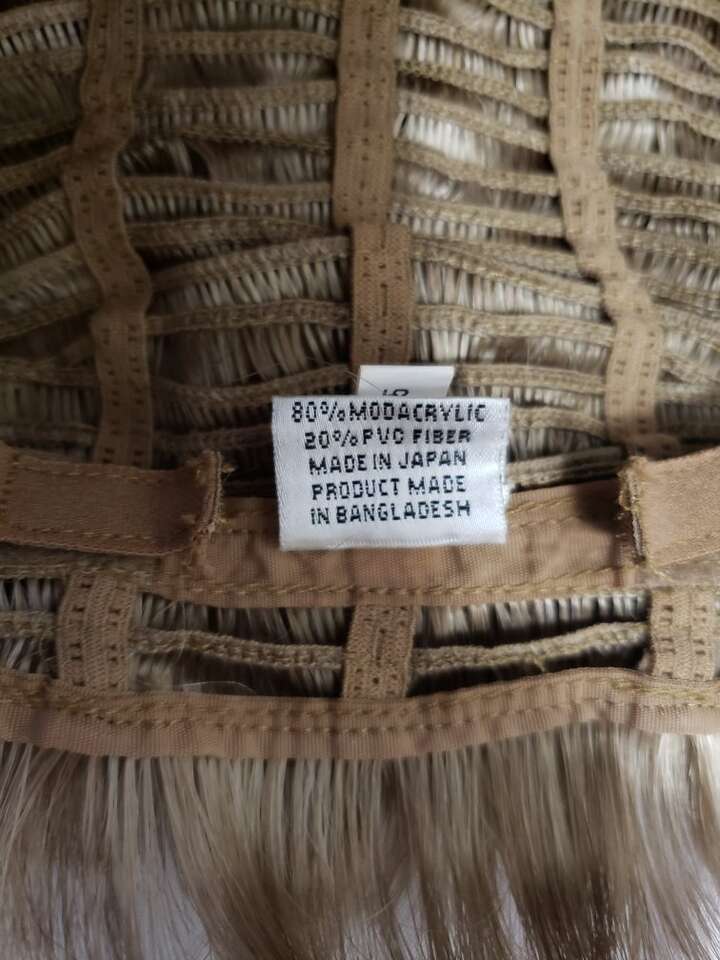 80% MODACRYLIC
20% PVC FIBER
MADE IN JAPAN
PRODUCT MADE
IN BANGLADESH